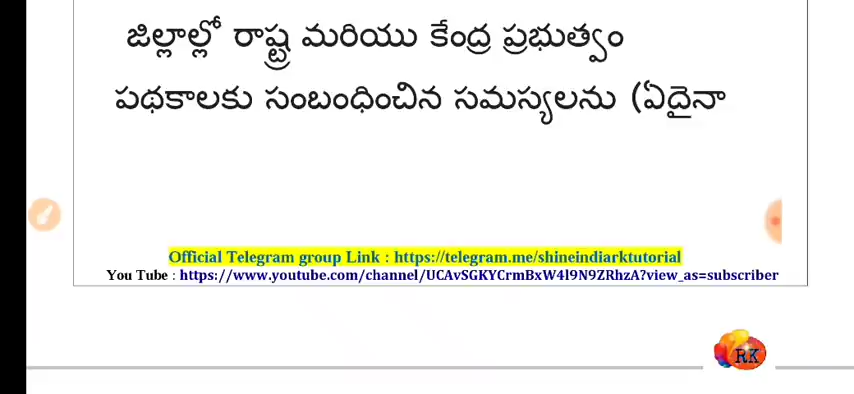 జిల్లాల్లో రాష్ట్ర మరియు కేంద్ర ప్రభుత్వం
పథకాలకు సంబంధించిన సమస్యలను (ఏదైనా
Official Telegram group Link : https://telegram.me/shineindiarktutorial
You Tube : https://www.youtube.com/channel/UCAvSGKYCrmBxW4l9N9ZRhzA?view_as=subscriber
RK